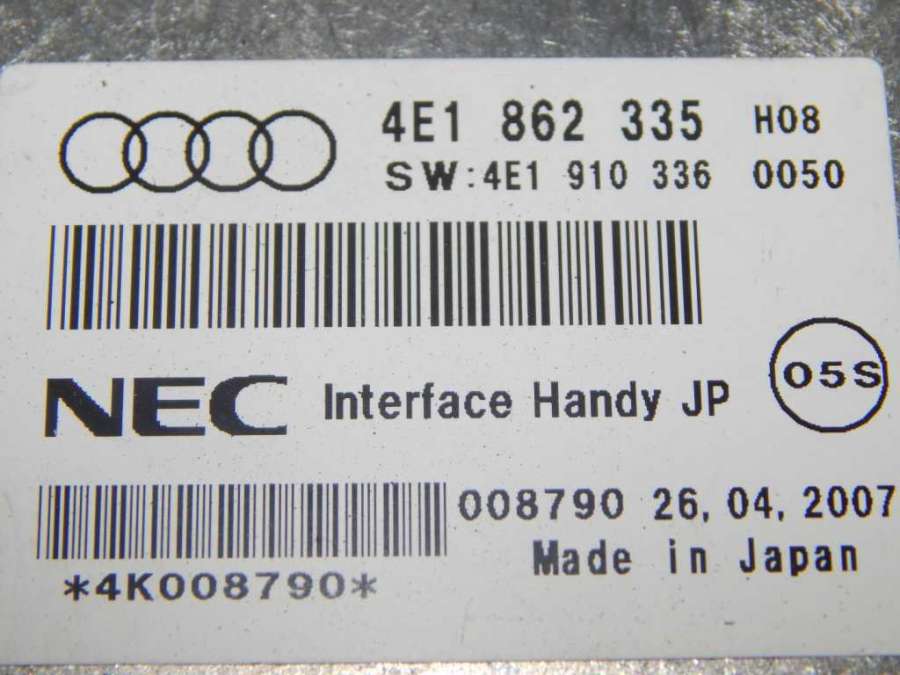 4E1 862 335 H08
SW:4E1 910 336 0050
NEC Interface Handy JP 05S
008790 26, 04, 2007
Made in Japan
*4K008790*